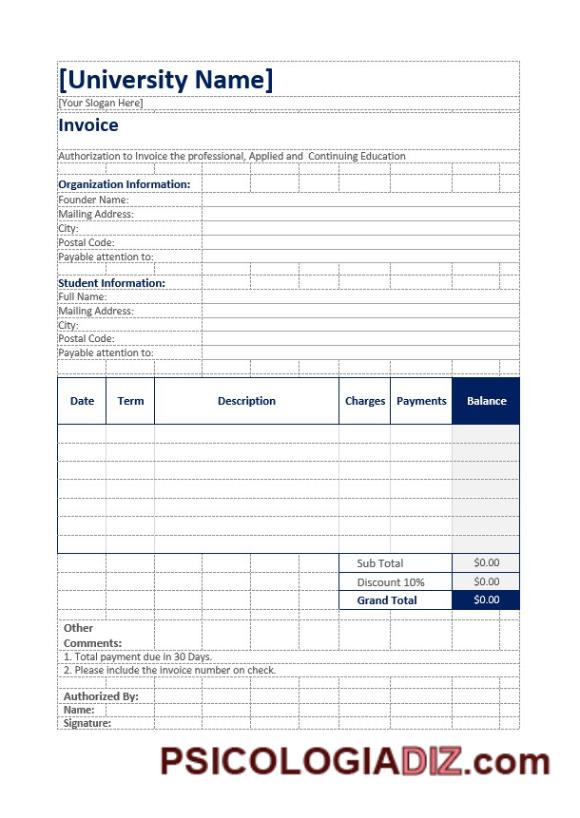 [University Name]
[Your Slogan Here]
Invoice
Authorization to Invoice the professional, Applied and Continuing Education
Organization Information:
Founder Name:
Mailing Address:
City:
Postal Code:
Payable attention to:
Student Information:
Full Name:
Mailing Address:
City:
Postal Code:
Payable attention to:
Date Term Description Charges Payments Balance
Sub Total $0.00
Discount 10% $0.00
Grand Total $0.00
Other
Comments:
1. Total payment due in 30 Days.
2. Please include the invoice number on check.
Authorized By:
Name:
Signature:
PSICOLOGIADIZ.com